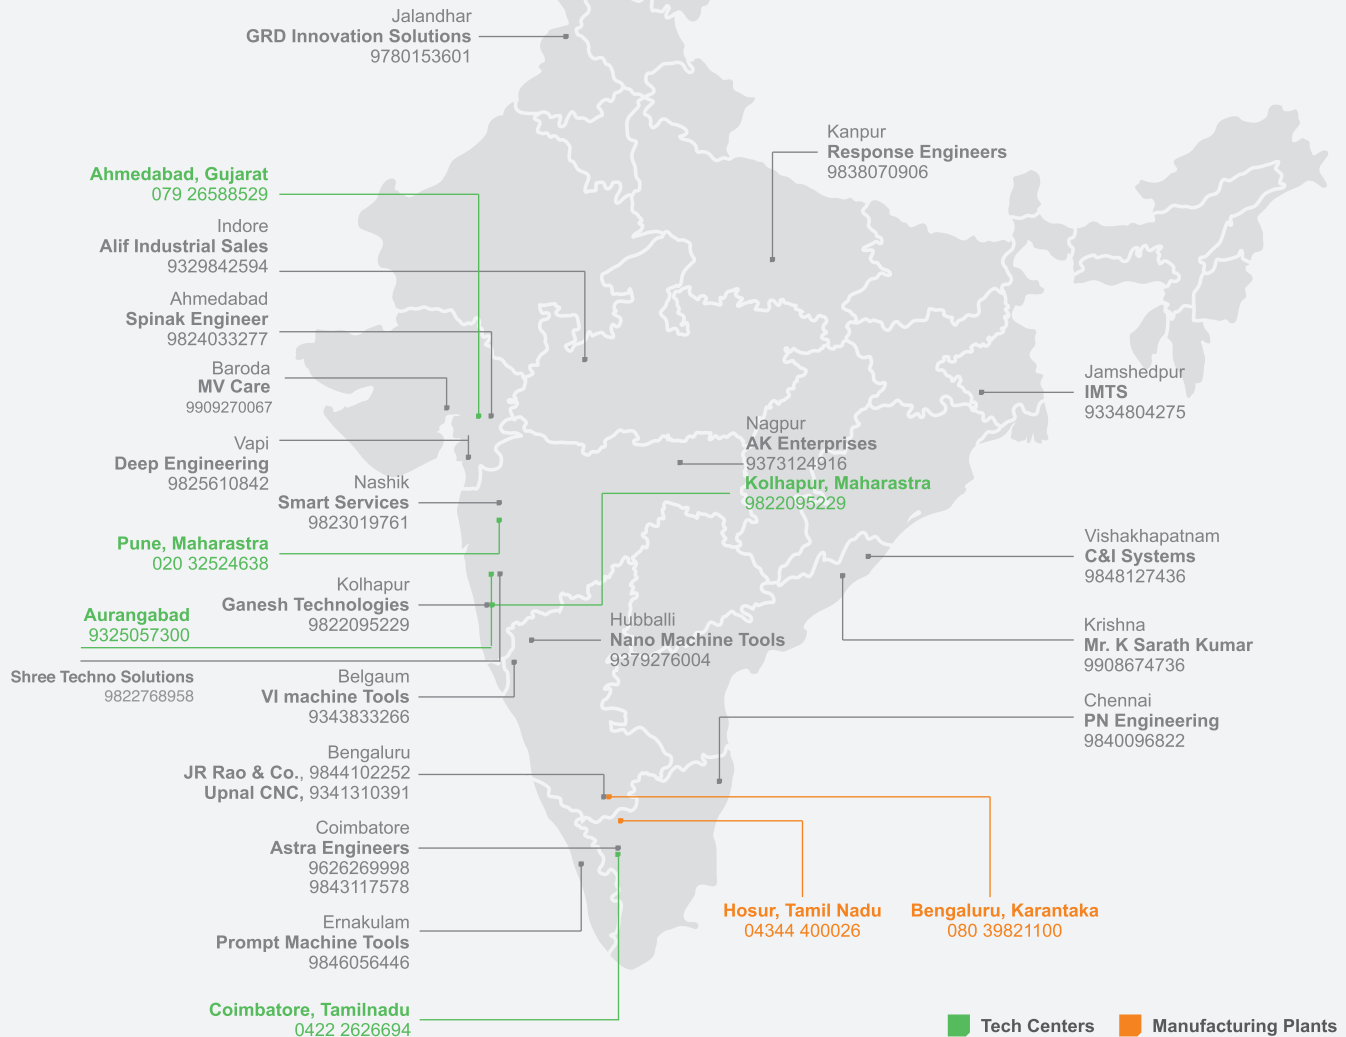 Jalandhar
GRD Innovation Solutions
9780153601
Kanpur
Response Engineers
9838070906
Ahmedabad, Gujarat
079 26588529
Indore
Alif Industrial Sales
9329842594
Ahmedabad
Spinak Engineer
9824033277
Baroda
MV Care
9909270067
Jamshedpur
IMTS
9334804275
Vapi
Deep Engineering
9825610842
Nagpur
AK Enterprises
9373124916
Kolhapur, Maharastra
9822095229
Nashik
Smart Services
9823019761
Pune, Maharastra
020 32524638
Vishakhapatnam
C&I Systems
9848127436
Kolhapur
Ganesh Technologies
9822095229
Aurangabad
9325057300
Hubballi
Nano Machine Tools
9379276004
Krishna
Mr. K Sarath Kumar
9908674736
Shree Techno Solutions
9822768958
Belgaum
VI machine Tools
9343833266
Chennai
PN Engineering
9840096822
Bengaluru
JR Rao & Co., 9844102252
Upnal CNC, 9341310391
Coimbatore
Astra Engineers
9626269998
9843117578
Hosur, Tamil Nadu
04344 400026
Bengaluru, Karantaka
080 39821100
Ernakulam
Prompt Machine Tools
9846056446
Coimbatore, Tamilnadu
0422 2626694
Tech Centers
Manufacturing Plants